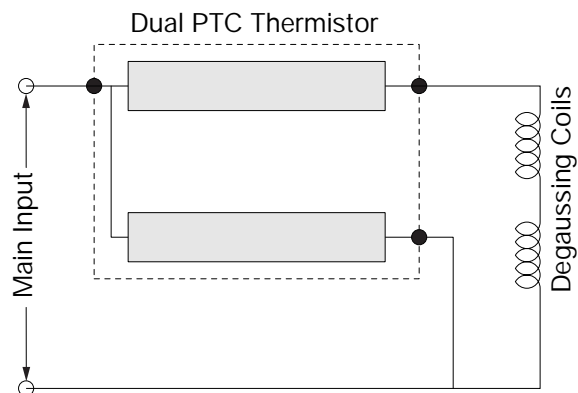 Dual PTC Thermistor
Main Input
Degaussing Coils